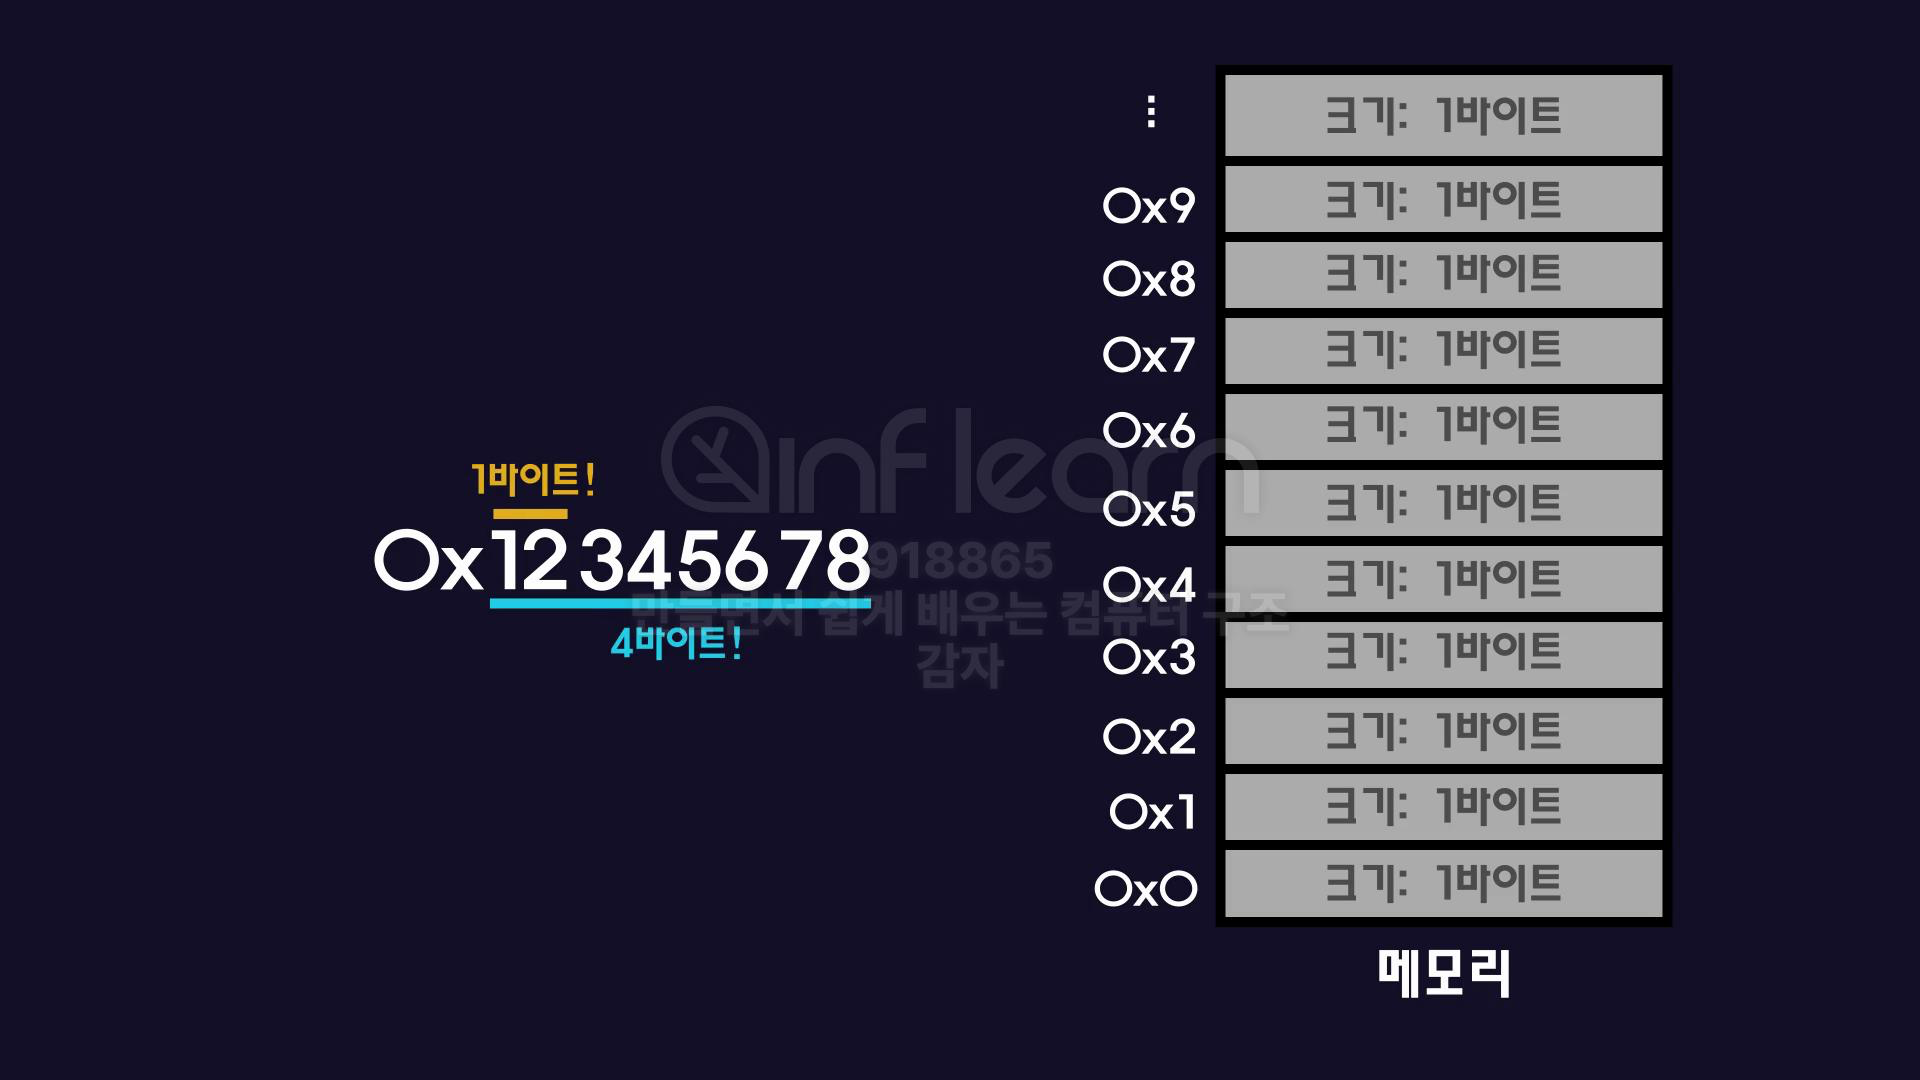 ⋮ 크기: 1바이트
0x9 크기: 1바이트
0x8 크기: 1바이트
0x7 크기: 1바이트
0x6 크기: 1바이트
0x5 크기: 1바이트
0x4 크기: 1바이트
0x3 크기: 1바이트
0x2 크기: 1바이트
0x1 크기: 1바이트
0x0 크기: 1바이트
메모리
1바이트!
0x12345678
4바이트!
inflearn
918865
만들면서 쉽게 배우는 컴퓨터 구조
감자